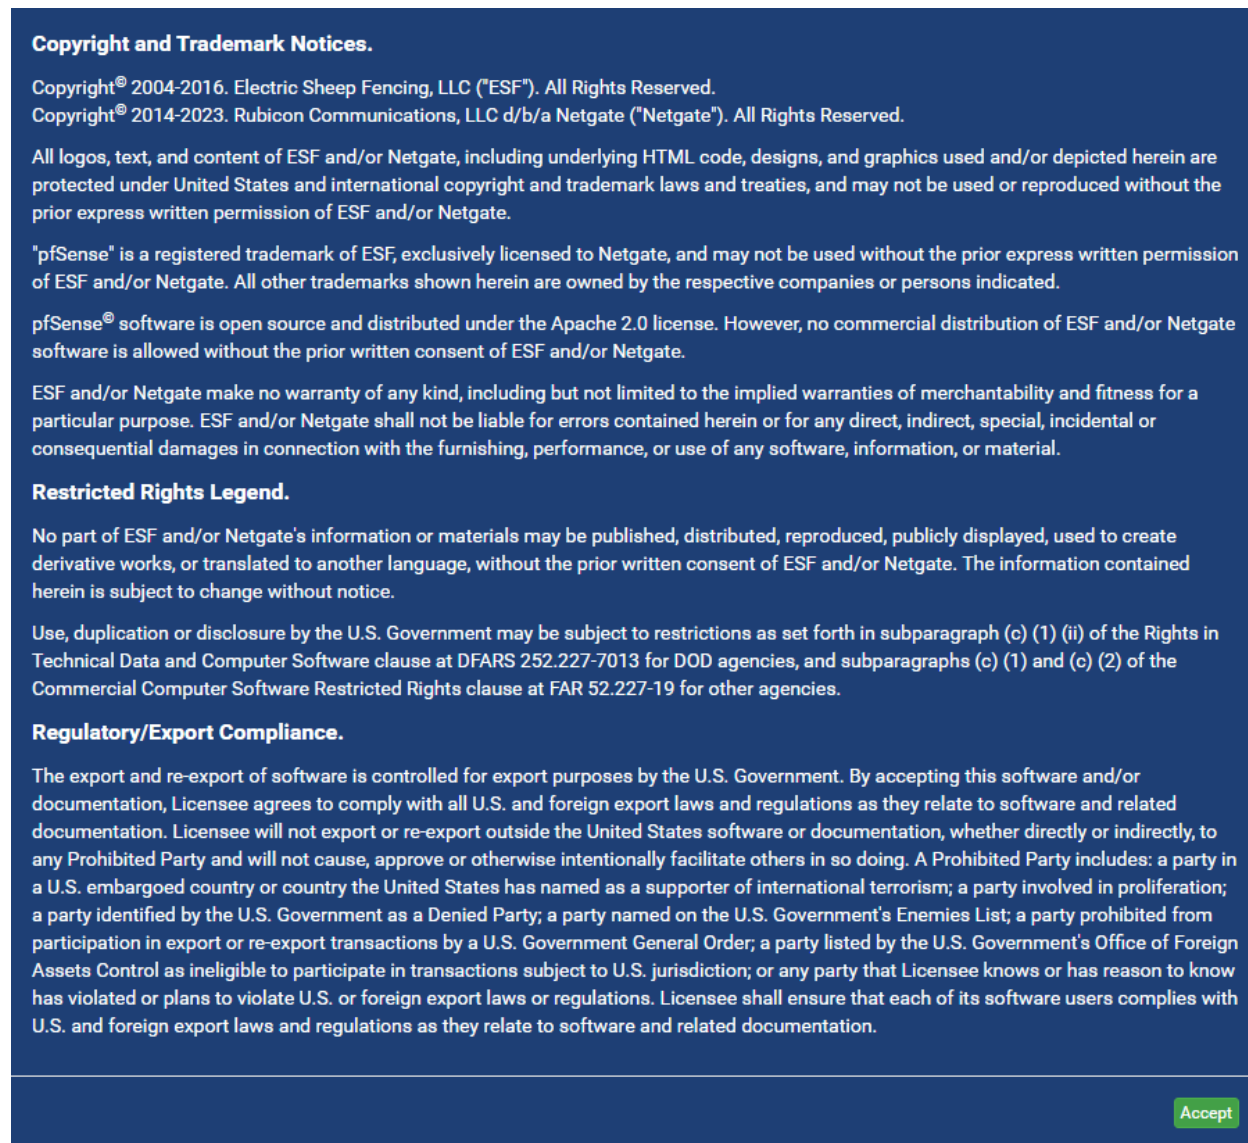 Copyright and Trademark Notices.
Copyright© 2004-2016. Electric Sheep Fencing, LLC ("ESF"). All Rights Reserved.
Copyright© 2014-2023. Rubicon Communications, LLC d/b/a Netgate ("Netgate"). All Rights Reserved.
All logos, text, and content of ESF and/or Netgate, including underlying HTML code, designs, and graphics used and/or depicted herein are
protected under United States and international copyright and trademark laws and treaties, and may not be used or reproduced without the
prior express written permission of ESF and/or Netgate.
"pfSense" is a registered trademark of ESF, exclusively licensed to Netgate, and may not be used without the prior express written permission
of ESF and/or Netgate. All other trademarks shown herein are owned by the respective companies or persons indicated.
pfSense© software is open source and distributed under the Apache 2.0 license. However, no commercial distribution of ESF and/or Netgate
software is allowed without the prior written consent of ESF and/or Netgate.
ESF and/or Netgate make no warranty of any kind, including but not limited to the implied warranties of merchantability and fitness for a
particular purpose. ESF and/or Netgate shall not be liable for errors contained herein or for any direct, indirect, special, incidental or
consequential damages in connection with the furnishing, performance, or use of any software, information, or material.
Restricted Rights Legend.
No part of ESF and/or Netgate's information or materials may be published, distributed, reproduced, publicly displayed, used to create
derivative works, or translated to another language, without the prior written consent of ESF and/or Netgate. The information contained
herein is subject to change without notice.
Use, duplication or disclosure by the U.S. Government may be subject to restrictions as set forth in subparagraph (c) (1) (ii) of the Rights in
Technical Data and Computer Software clause at DFARS 252.227-7013 for DOD agencies, and subparagraphs (c) (1) and (c) (2) of the
Commercial Computer Software Restricted Rights clause at FAR 52.227-19 for other agencies.
Regulatory/Export Compliance.
The export and re-export of software is controlled for export purposes by the U.S. Government. By accepting this software and/or
documentation, Licensee agrees to comply with all U.S. and foreign export laws and regulations as they relate to software and related
documentation. Licensee will not export or re-export outside the United States software or documentation, whether directly or indirectly, to
any Prohibited Party and will not cause, approve or otherwise intentionally facilitate others in so doing. A Prohibited Party includes: a party in
a U.S. embargoed country or country the United States has named as a supporter of international terrorism; a party involved in proliferation;
a party identified by the U.S. Government as a Denied Party; a party named on the U.S. Government's Enemies List; a party prohibited from
participation in export or re-export transactions by a U.S. Government General Order; a party listed by the U.S. Government's Office of Foreign
Assets Control as ineligible to participate in transactions subject to U.S. jurisdiction; or any party that Licensee knows or has reason to know
has violated or plans to violate U.S. or foreign export laws or regulations. Licensee shall ensure that each of its software users complies with
U.S. and foreign export laws and regulations as they relate to software and related documentation.
Accept